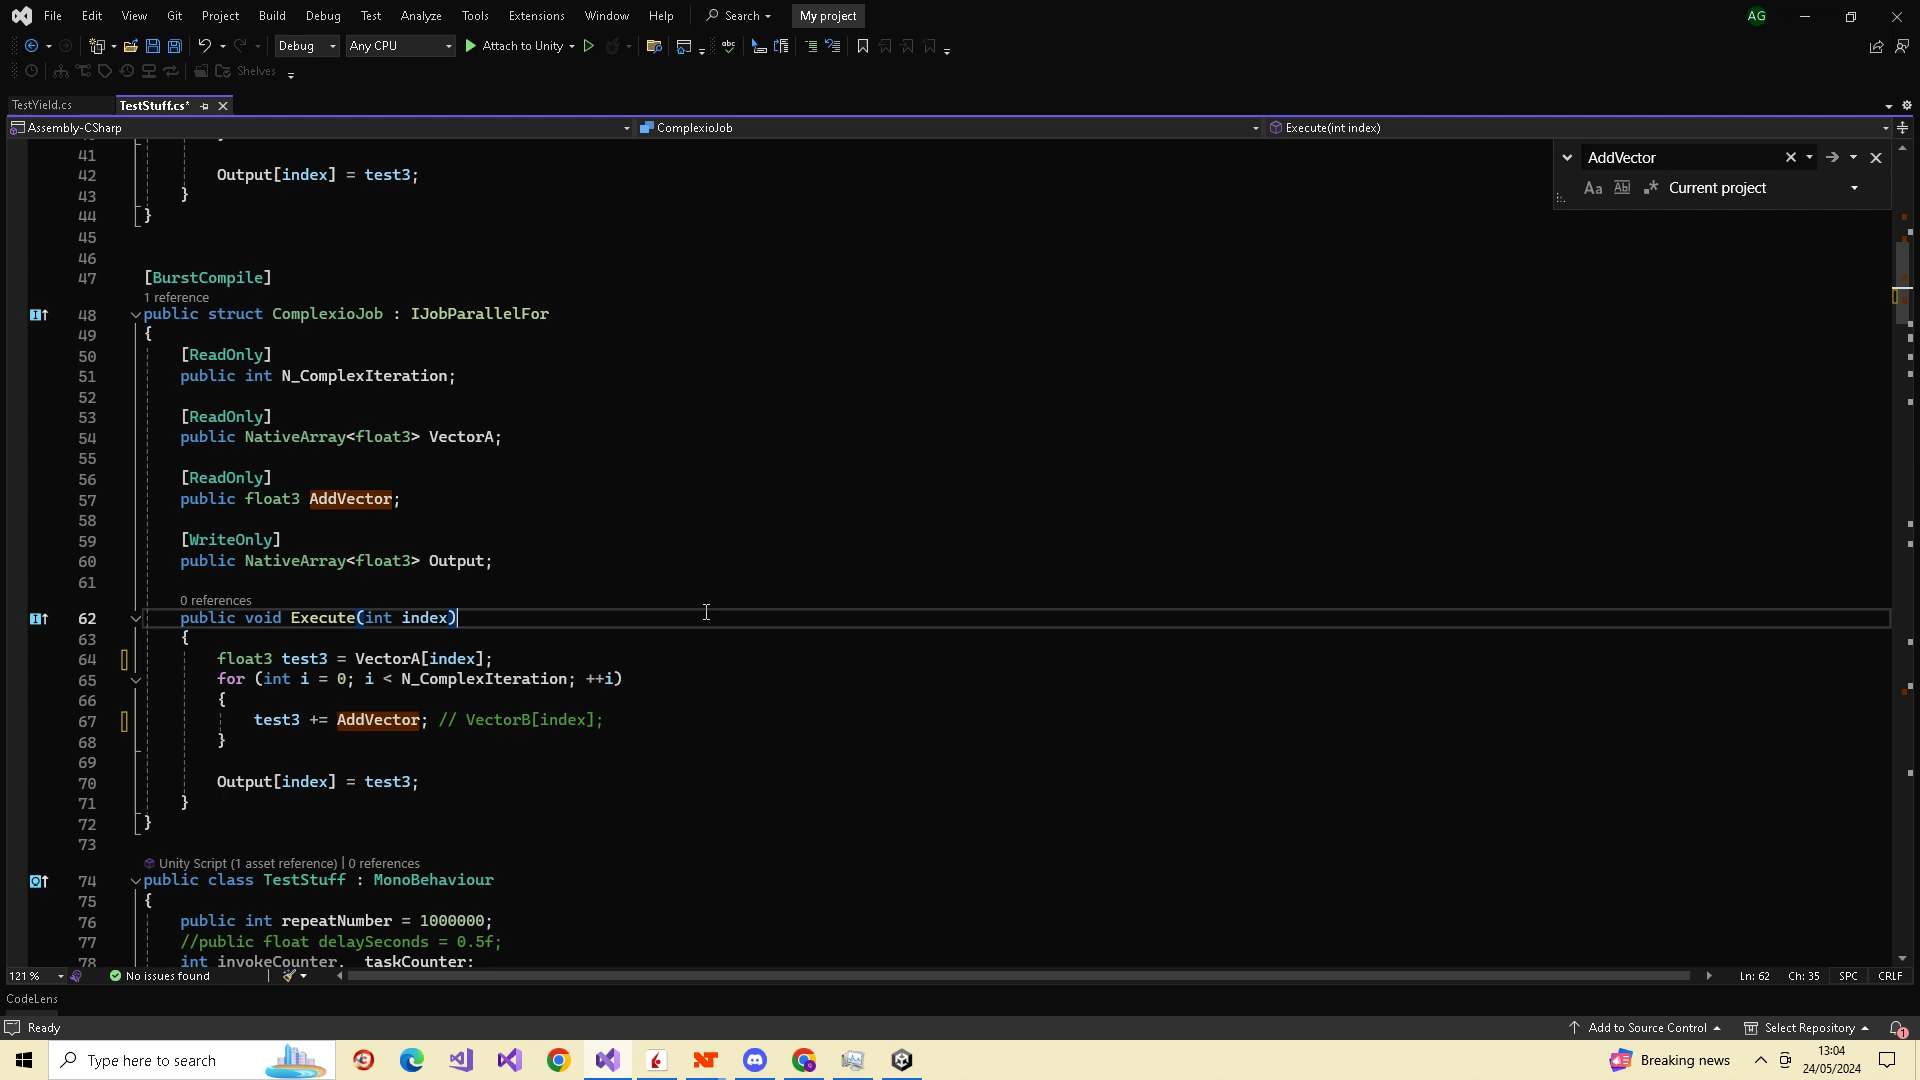 File Edit View Git Project Build Debug Test Analyze Tools Extensions Window Help Search My project AG
Debug Any CPU Attach to Unity
Shelves
TestYield.cs TestStuff.cs*
Assembly-CSharp ComplexioJob Execute(int index)
AddVector
Aa Abl Current project
41
42 Output[index] = test3;
43 }
44 }
45
46
47 [BurstCompile]
1 reference
48 public struct ComplexioJob : IJobParallelFor
49 {
50 [ReadOnly]
51 public int N_ComplexIteration;
52
53 [ReadOnly]
54 public NativeArray<float3> VectorA;
55
56 [ReadOnly]
57 public float3 AddVector;
58
59 [WriteOnly]
60 public NativeArray<float3> Output;
61
0 references
62 public void Execute(int index)
63 {
64 float3 test3 = VectorA[index];
65 for (int i = 0; i < N_ComplexIteration; ++i)
66 {
67 test3 += AddVector; // VectorB[index];
68 }
69
70 Output[index] = test3;
71 }
72 }
73
Unity Script (1 asset reference) | 0 references
74 public class TestStuff : MonoBehaviour
75 {
76 public int repeatNumber = 1000000;
77 //public float delaySeconds = 0.5f;
78 int invokeCounter, taskCounter;
121 % No issues found Ln: 62 Ch: 35 SPC CRLF
CodeLens
Ready Add to Source Control Select Repository 1
Type here to search Breaking news 13:04
24/05/2024